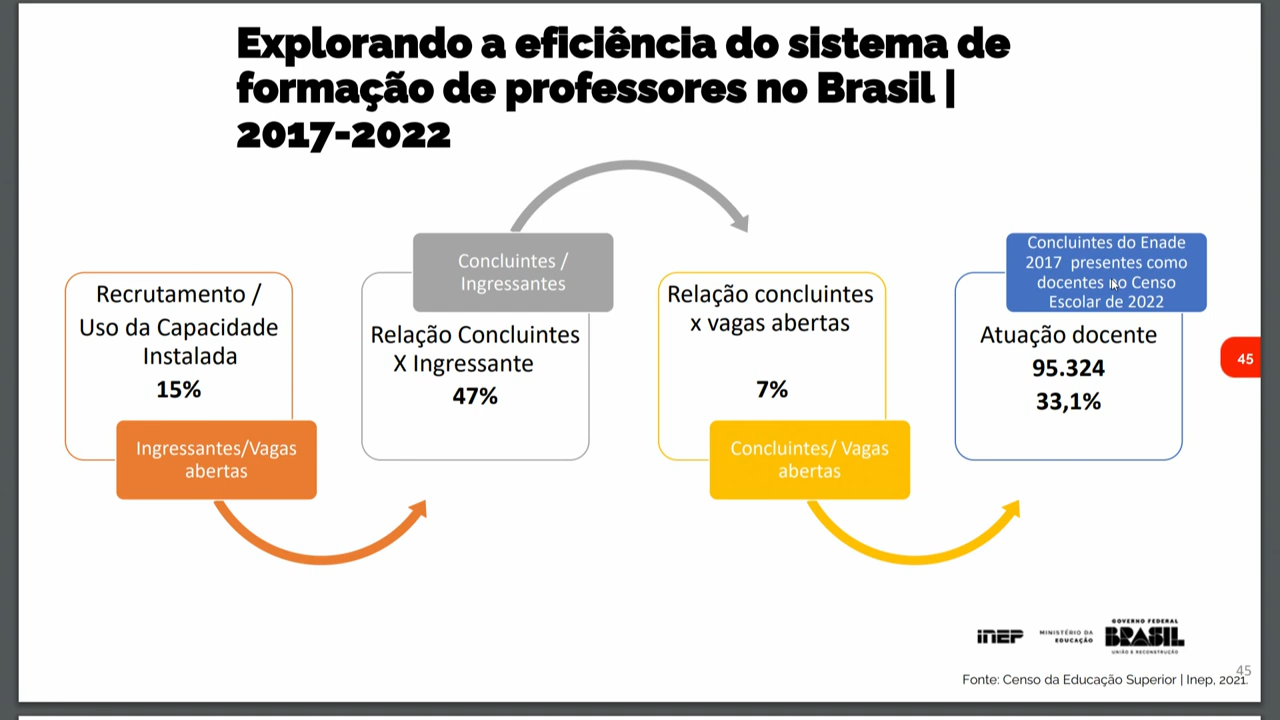 Explorando a eficiência do sistema de
formação de professores no Brasil |
2017-2022
Recrutamento /
Uso da Capacidade
Instalada
15%
Ingressantes/Vagas
abertas
Concluintes /
Ingressantes
Relação Concluintes
X Ingressante
47%
Relação concluintes
x vagas abertas
7%
Concluintes/ Vagas
abertas
Concluintes do Enade
2017 presentes como
docentes no Censo
Escolar de 2022
Atuação docente
95.324
33,1%
45
inep
MINISTÉRIO DA
EDUCAÇÃO
GOVERNO FEDERAL
BRASIL
UNIÃO E RECONSTRUÇÃO
45
Fonte: Censo da Educação Superior | Inep, 2021.